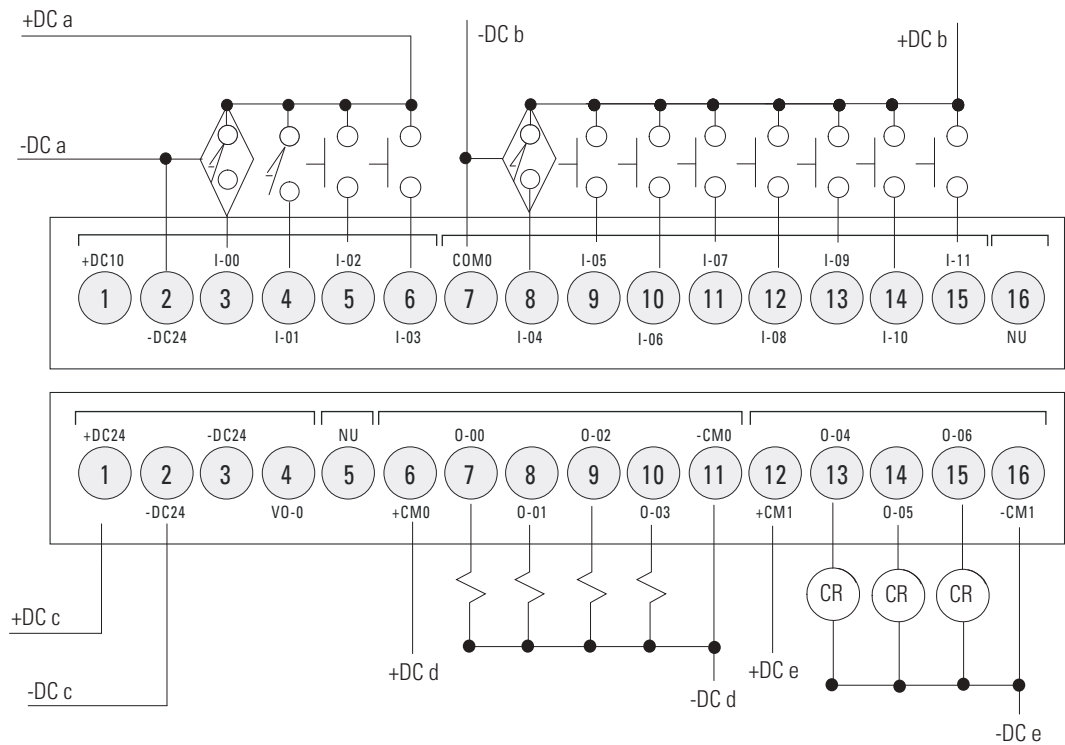 +DC a
-DC b
+DC b
-DC a
+DC10 I-00 I-02 COM0 I-05 I-07 I-09 I-11
1 2 3 4 5 6 7 8 9 10 11 12 13 14 15 16
-DC24 I-01 I-03 I-04 I-06 I-08 I-10 NU
+DC24 -DC24 NU O-00 O-02 -CM0 O-04 O-06
1 2 3 4 5 6 7 8 9 10 11 12 13 14 15 16
-DC24 VO-0 +CM0 O-01 O-03 +CM1 O-05 -CM1
CR CR CR
+DC c
+DC d
+DC e
-DC c
-DC d
-DC e